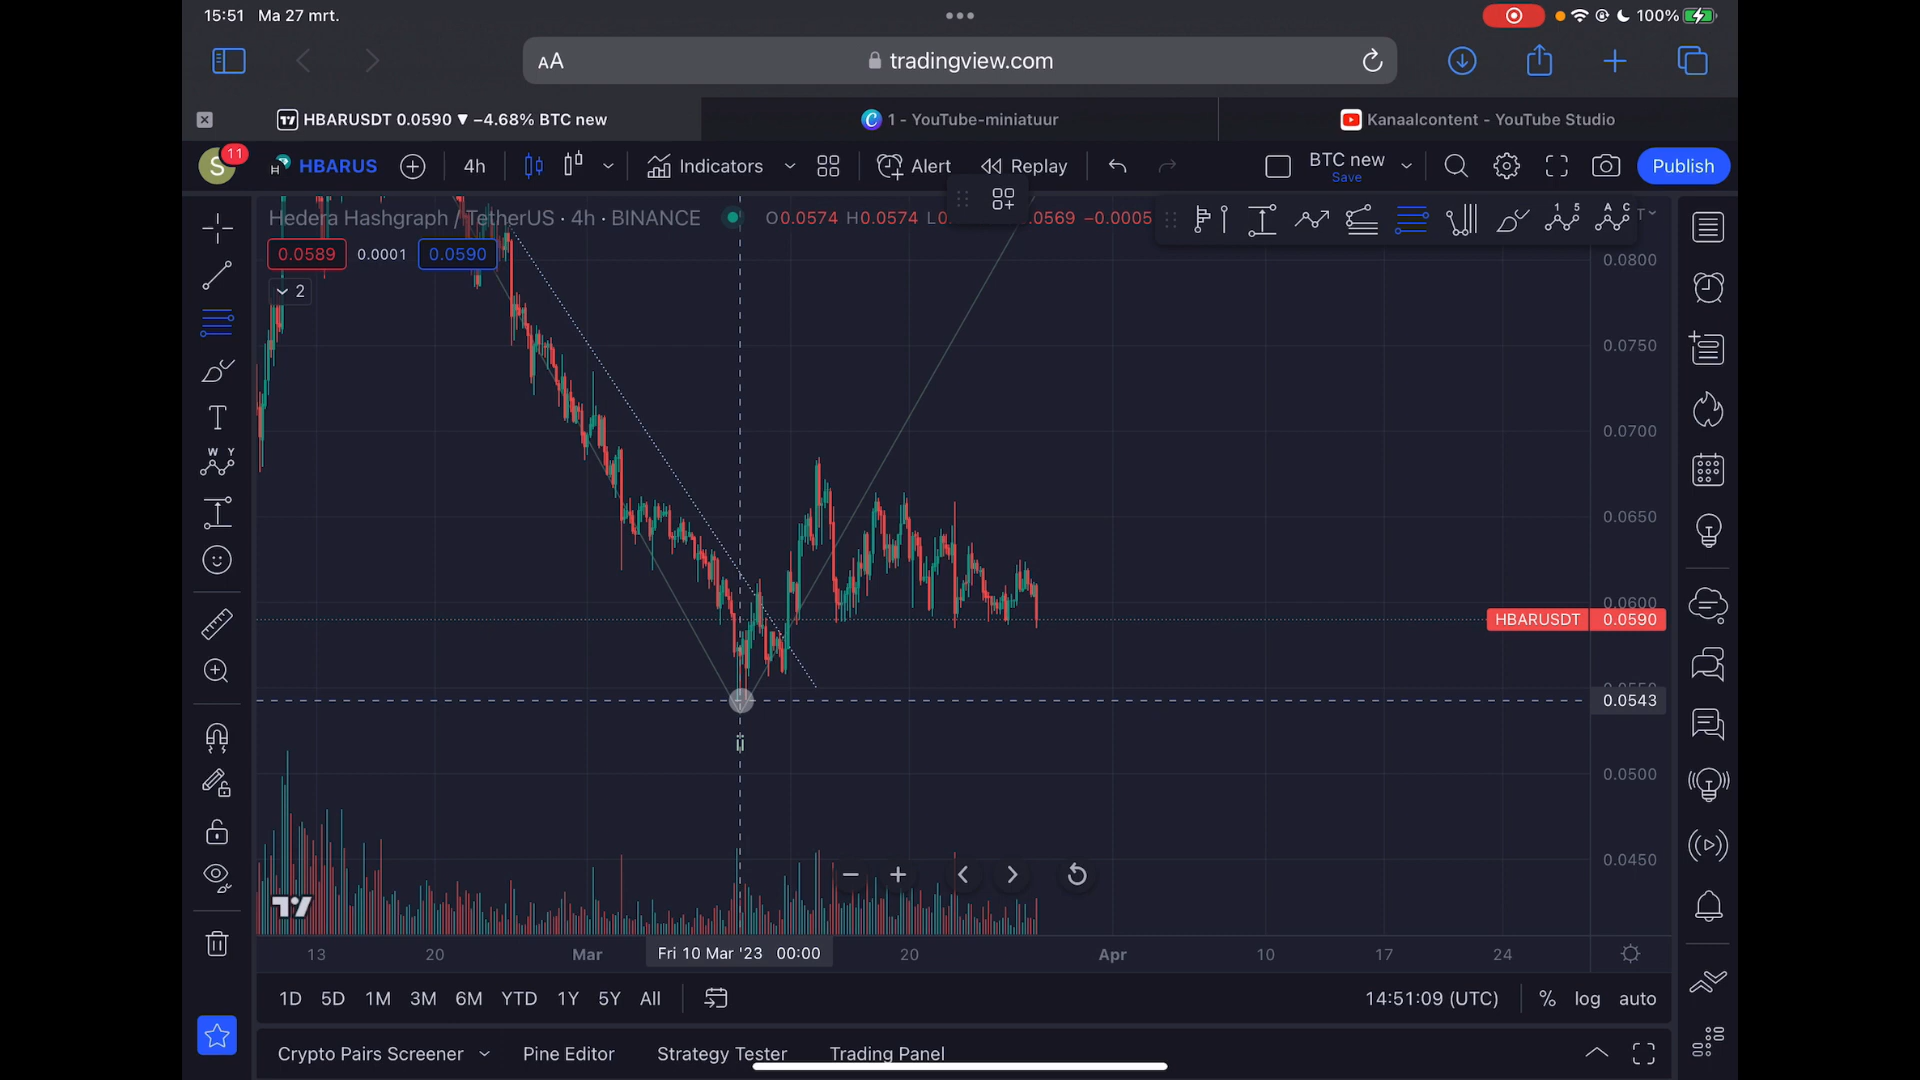 15:51 Ma 27 mrt.
100%
AA
tradingview.com
HBARUSDT 0.0590 ▼ −4.68% BTC new
1 - YouTube-miniatuur
Kanaalcontent - YouTube Studio
S
11
HBARUS
4h
Indicators
Alert
Replay
BTC new
Save
Publish
Hedera Hashgraph / TetherUS · 4h · BINANCE
O0.0574 H0.0574 −0.0005
0.0589
0.0001
0.0590
2
0.0800
0.0750
0.0700
0.0650
0.0600
HBARUSDT 0.0590
0.0543
ii
0.0500
0.0450
13
20
Mar
Fri 10 Mar '23 00:00
20
Apr
10
17
24
1D 5D 1M 3M 6M YTD 1Y 5Y All
14:51:09 (UTC)
% log auto
Crypto Pairs Screener
Pine Editor
Strategy Tester
Trading Panel